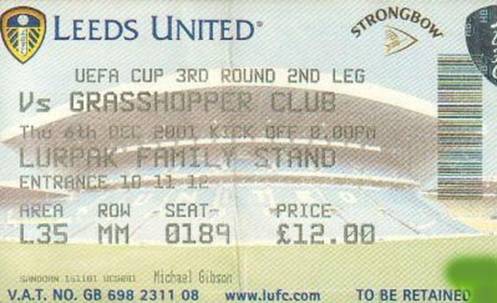 LEEDS UNITED
STRONGBOW
UEFA CUP 3RD ROUND 2ND LEG
Vs GRASSHOPPER CLUB
Thu 6th DEC 2001 KICK OFF 8.00PM
LURPAK FAMILY STAND
ENTRANCE 10 11 12
AREA ROW SEAT PRICE
L35 MM 0189 £12.00
Michael Gibson
V.A.T. NO. GB 698 2311 08 www.lufc.com TO BE RETAINED